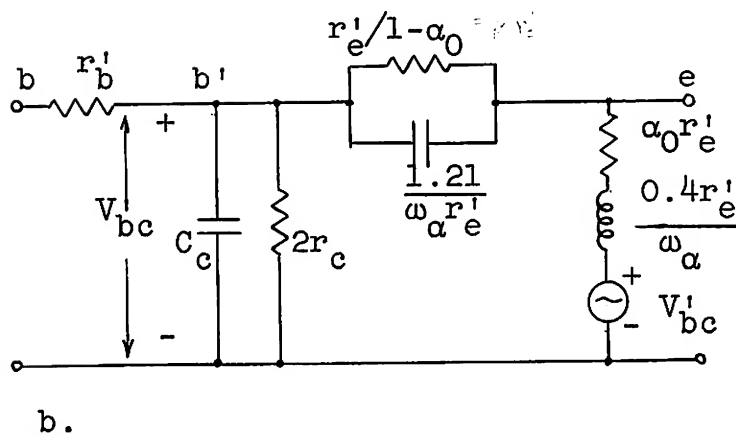 r'e/1-α0
b
r'b
b'
e
+
α0r'e
1.21
ωαr'e
0.4r'e
ωα
Vbc
Cc
2rc
+
-
V'bc
-
b.